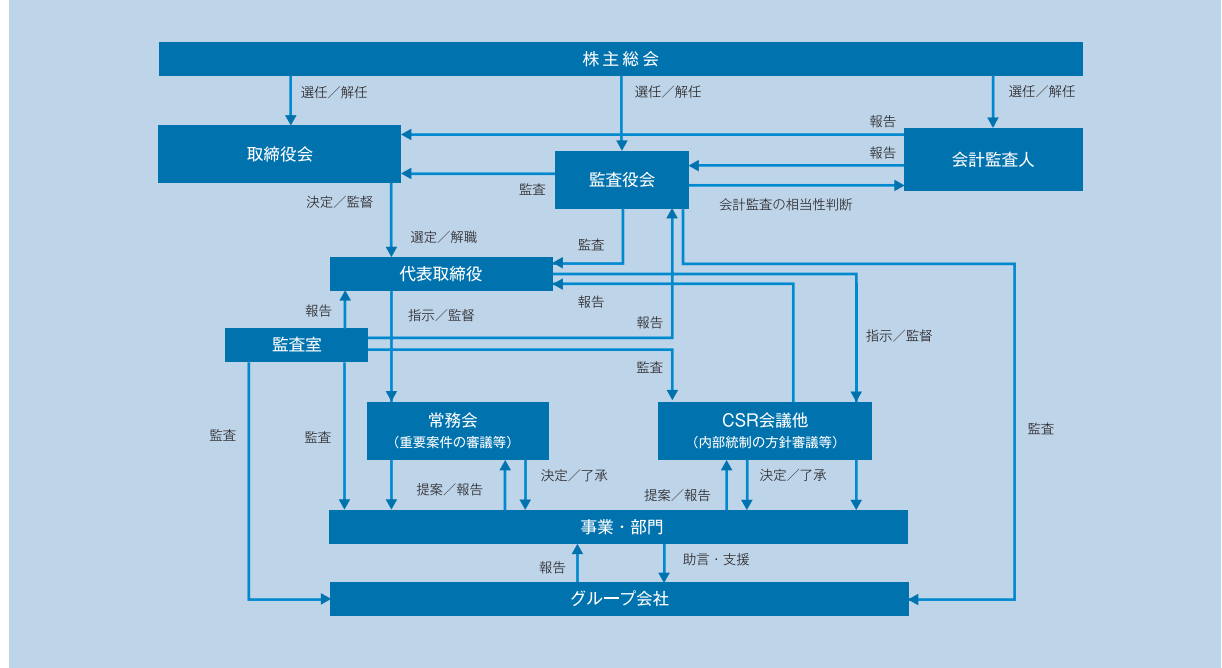 株主総会
選任／解任
選任／解任
選任／解任
報告
取締役会
報告
会計監査人
監査役会
監査
会計監査の相当性判断
決定／監督
選定／解職
監査
代表取締役
報告
報告
指示／監督
報告
指示／監督
監査室
監査
常務会
（重要案件の審議等）
CSR会議他
（内部統制の方針審議等）
監査
監査
監査
提案／報告
決定／了承
提案／報告
決定／了承
事業・部門
報告
助言・支援
グループ会社